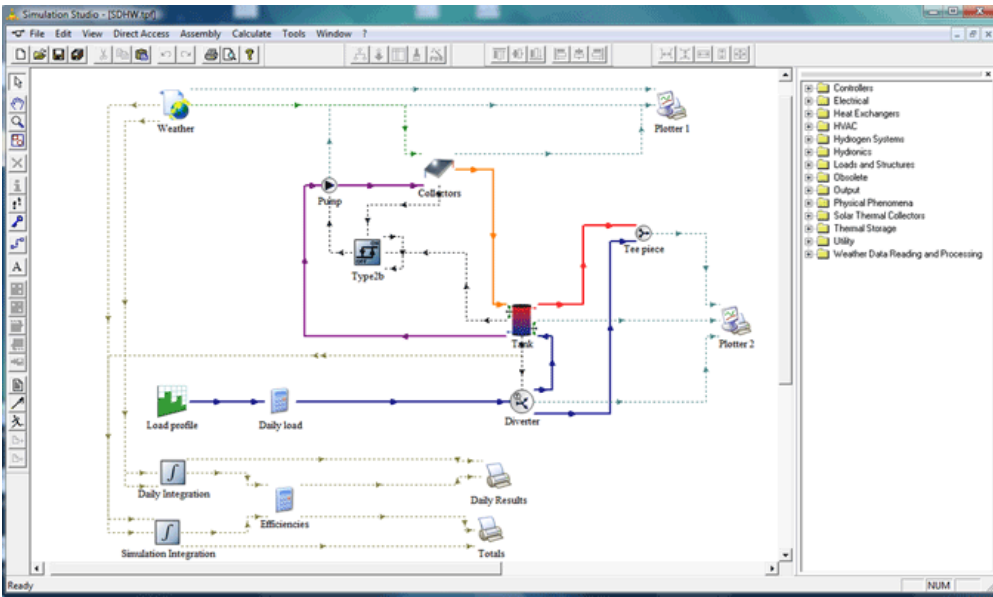 Simulation Studio - [SDHW.tpf]
File Edit View Direct Access Assembly Calculate Tools Window ?
Weather
Plotter 1
Collectors
Pump
Type2b
Tee piece
Tank
Plotter 2
Load profile
Daily load
Diverter
Daily Integration
Daily Results
Efficiencies
Simulation Integration
Totals
Controllers
Electrical
Heat Exchangers
HVAC
Hydrogen Systems
Hydronics
Loads and Structures
Obsolete
Output
Physical Phenomena
Solar Thermal Collectors
Thermal Storage
Utility
Weather Data Reading and Processing
Ready
NUM